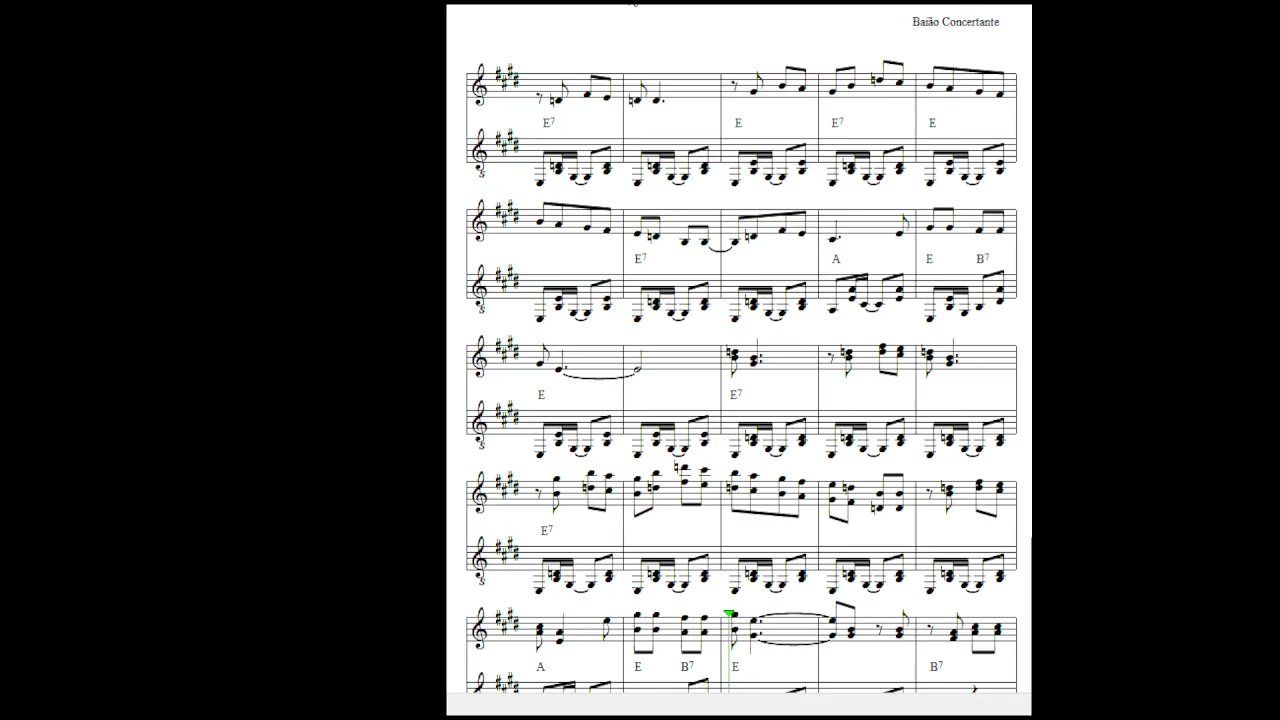 Baião Concertante
E7 E E7 E
E7 A E B7
E E7
E7
A E B7 E B7